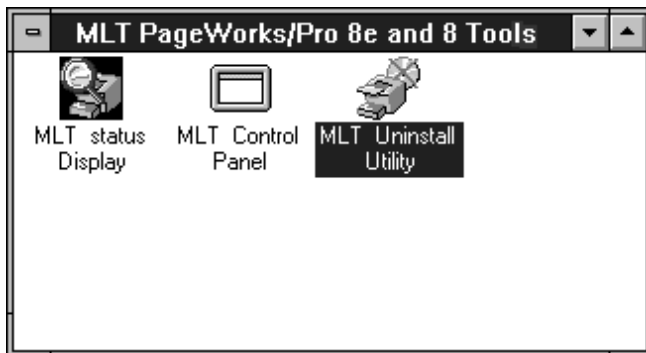 MLT PageWorks/Pro 8e and 8 Tools
MLT status
Display
MLT Control
Panel
MLT Uninstall
Utility